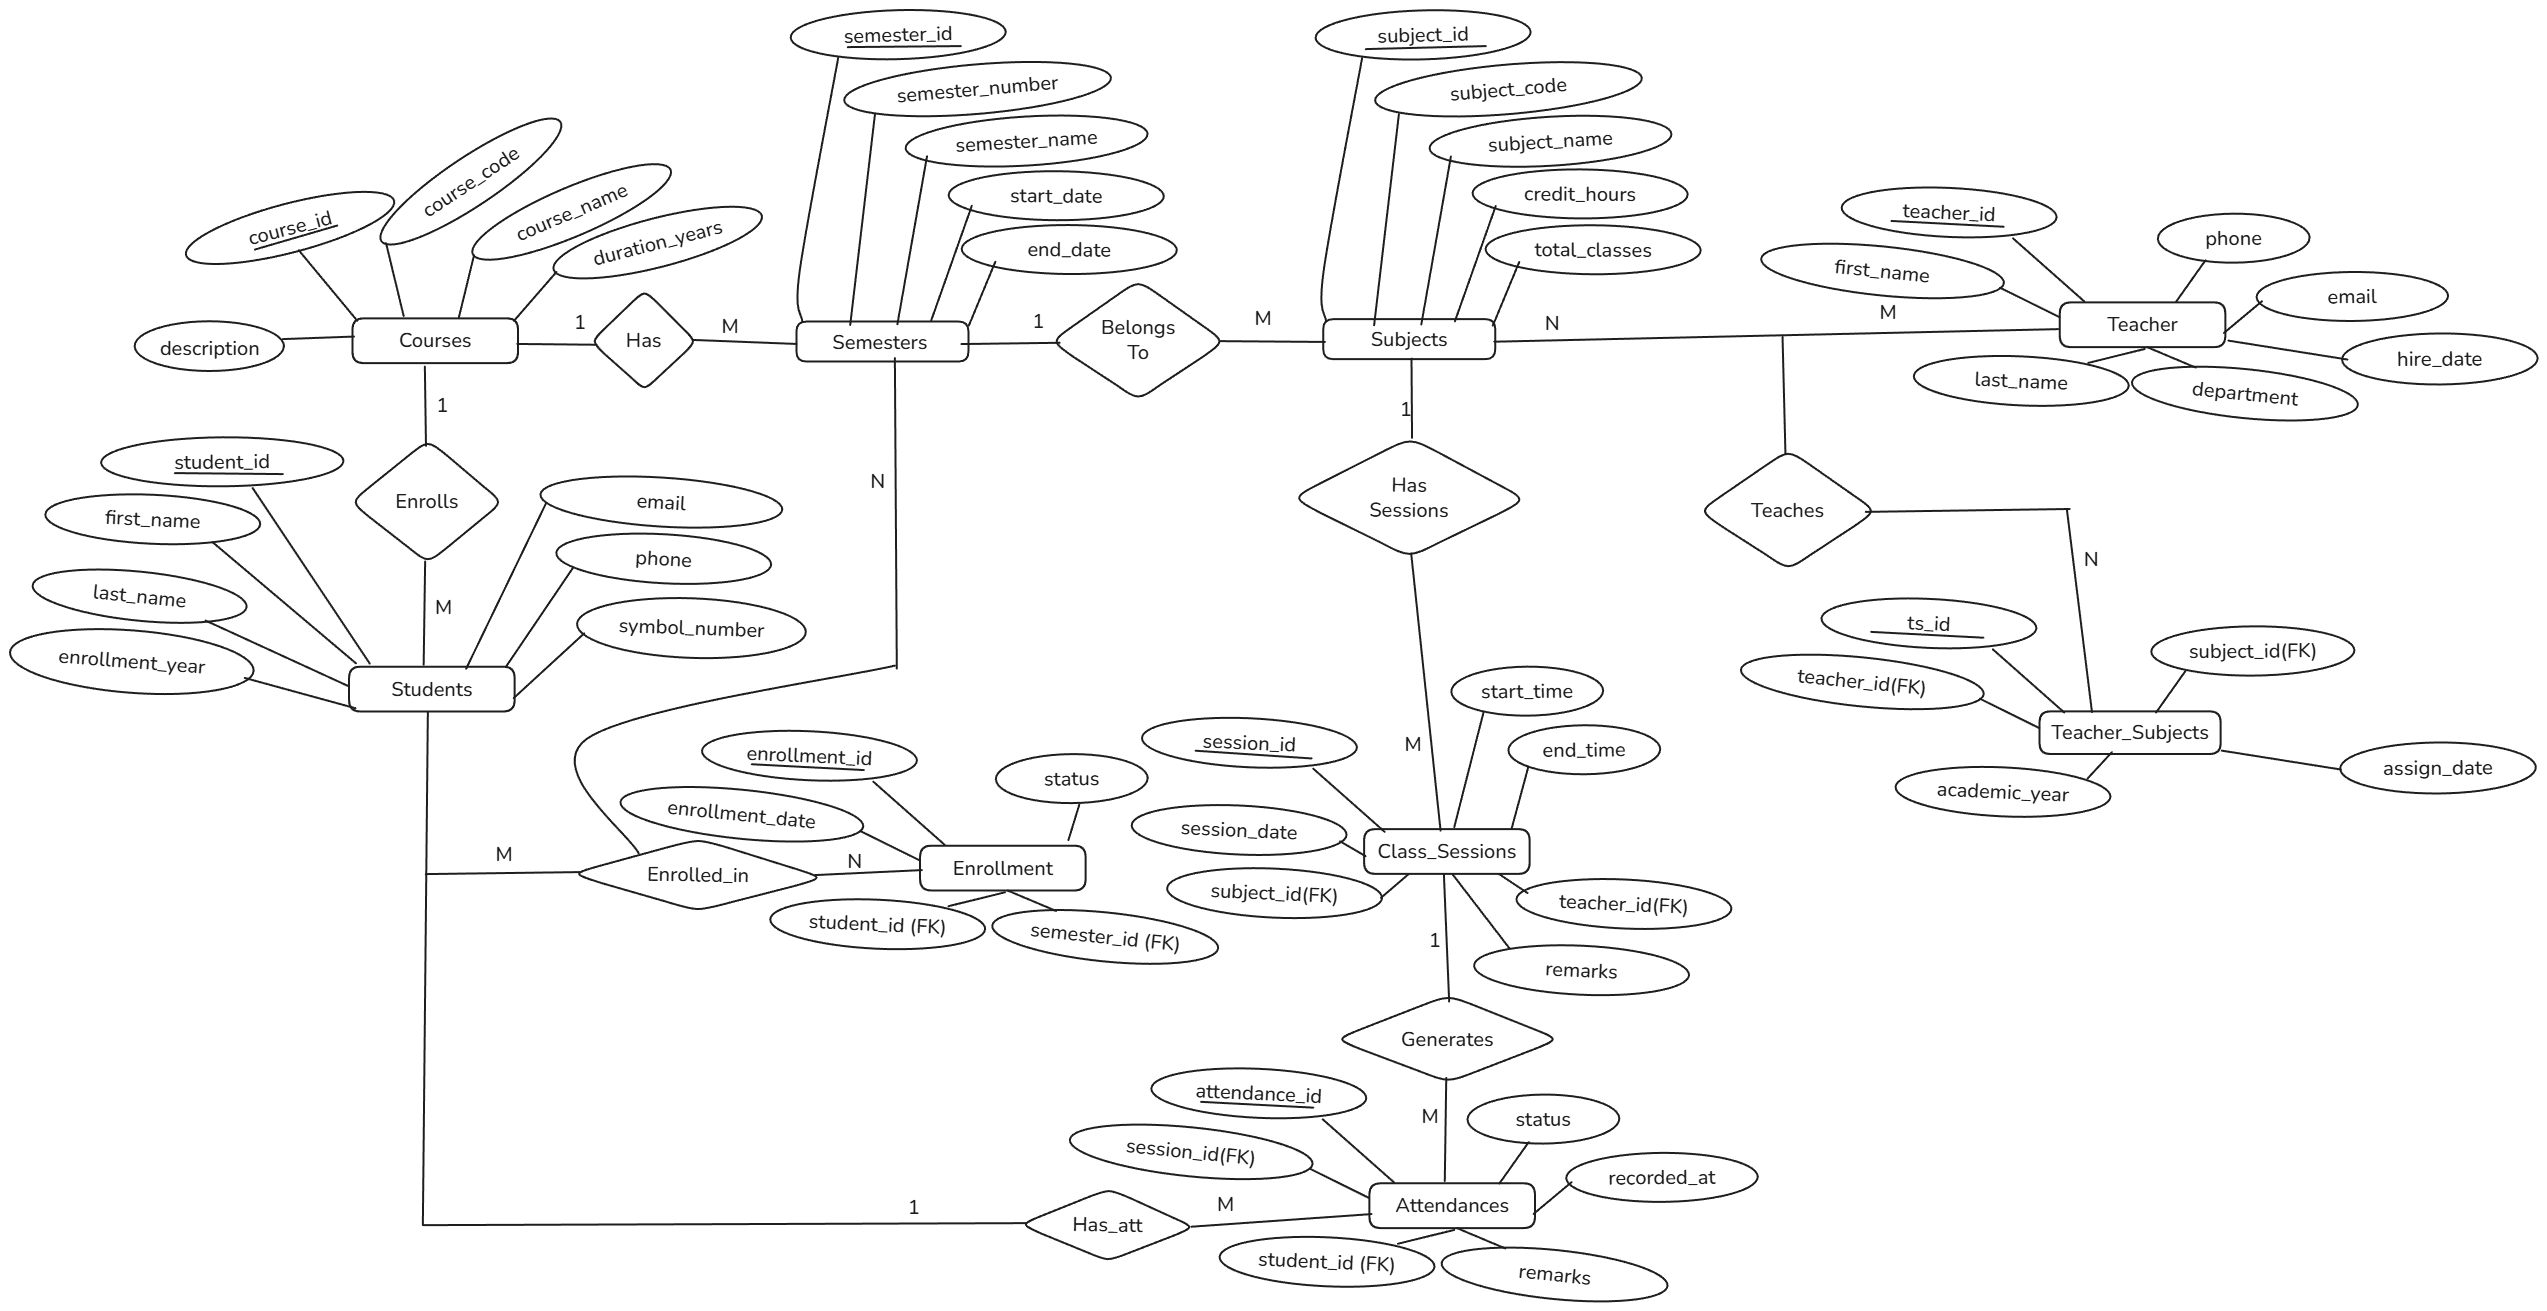 semester_id
subject_id
semester_number
subject_code
semester_name
subject_name
course_code
start_date
credit_hours
course_name
course_id
duration_years
end_date
total_classes
teacher_id
phone
first_name
email
description
Courses
1
Has
M
Semesters
1
Belongs
To
M
Subjects
N
M
Teacher
hire_date
last_name
department
1
1
student_id
first_name
Enrolls
email
N
Has
Sessions
Teaches
phone
N
last_name
M
symbol_number
enrollment_year
Students
ts_id
subject_id(FK)
teacher_id(FK)
start_time
Teacher_Subjects
session_id
M
end_time
enrollment_id
status
assign_date
academic_year
enrollment_date
session_date
Class_Sessions
M
Enrolled_in
N
Enrollment
subject_id(FK)
teacher_id(FK)
student_id (FK)
semester_id (FK)
1
remarks
Generates
attendance_id
M
status
session_id(FK)
recorded_at
1
Has_att
M
Attendances
student_id (FK)
remarks